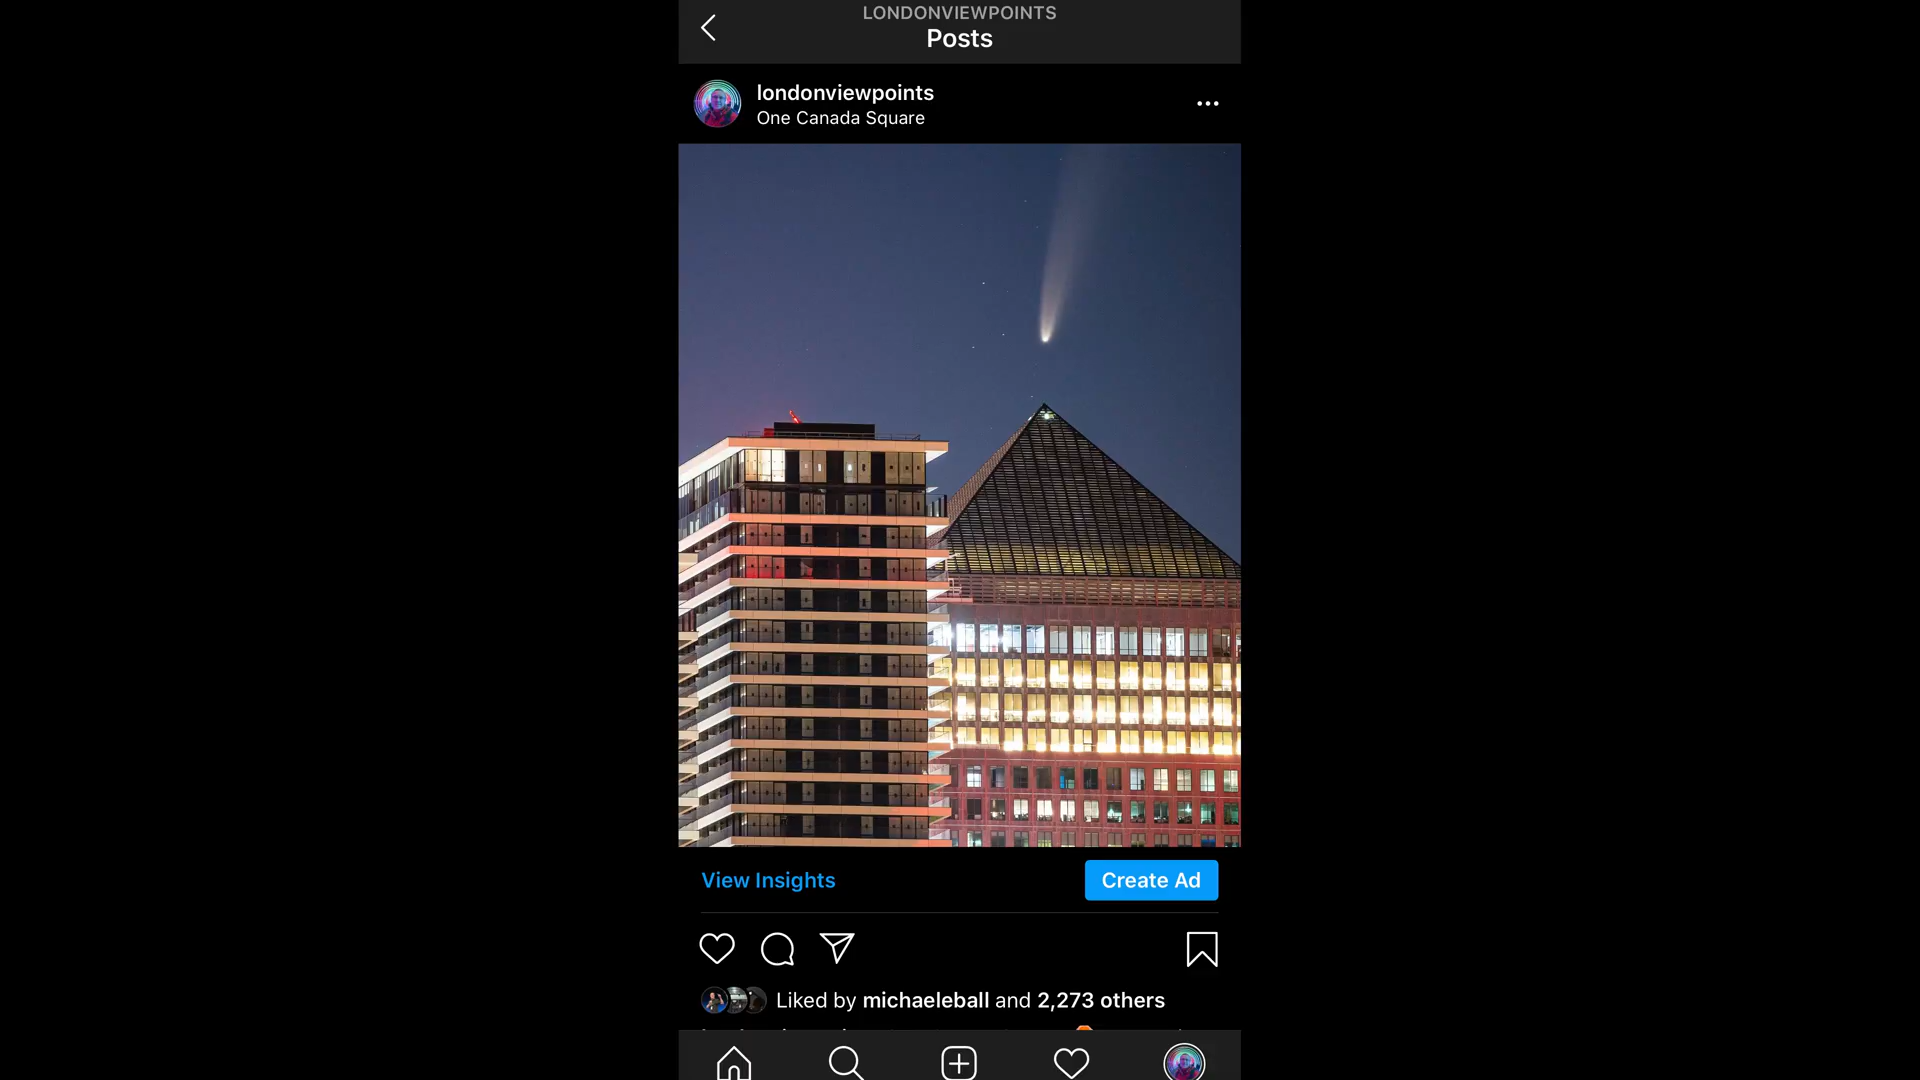 LONDONVIEWPOINTS
Posts
londonviewpoints
One Canada Square
View Insights
Create Ad
Liked by michaeleball and 2,273 others